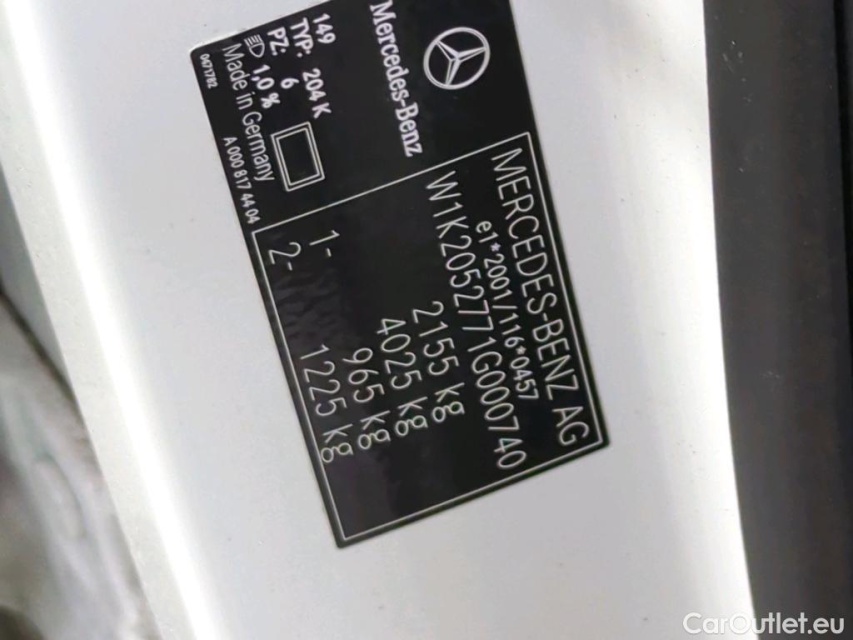 Mercedes-Benz
149
TYP: 204 K
PZ: 6
1,0 %
Made in Germany
0471782
A 000 817 44 04
MERCEDES-BENZ AG
e1*2001/116*0457
W1K2052771G000740
2155 kg
4025 kg
1- 965 kg
2- 1225 kg
CarOutlet.eu